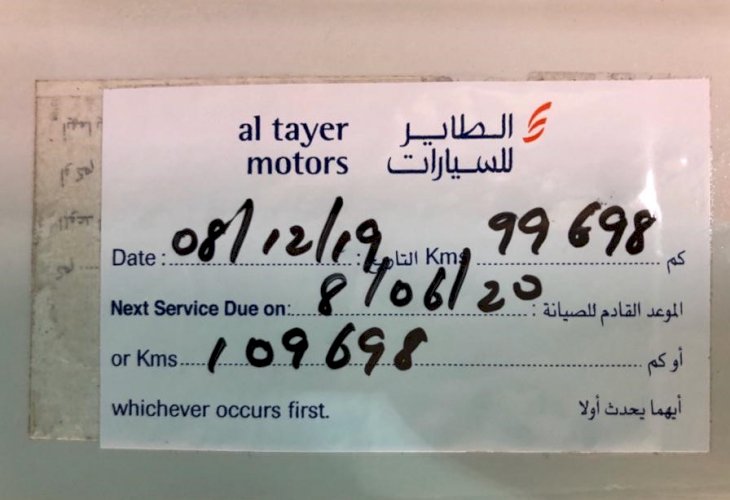 al tayer الطاير
motors للسيارات
Date : 08/12/19 التاريخ : Kms 99698 كم
Next Service Due on: 8/06/20 الموعد القادم للصيانة :
or Kms 109698 أو كم
whichever occurs first. أيهما يحدث أولا